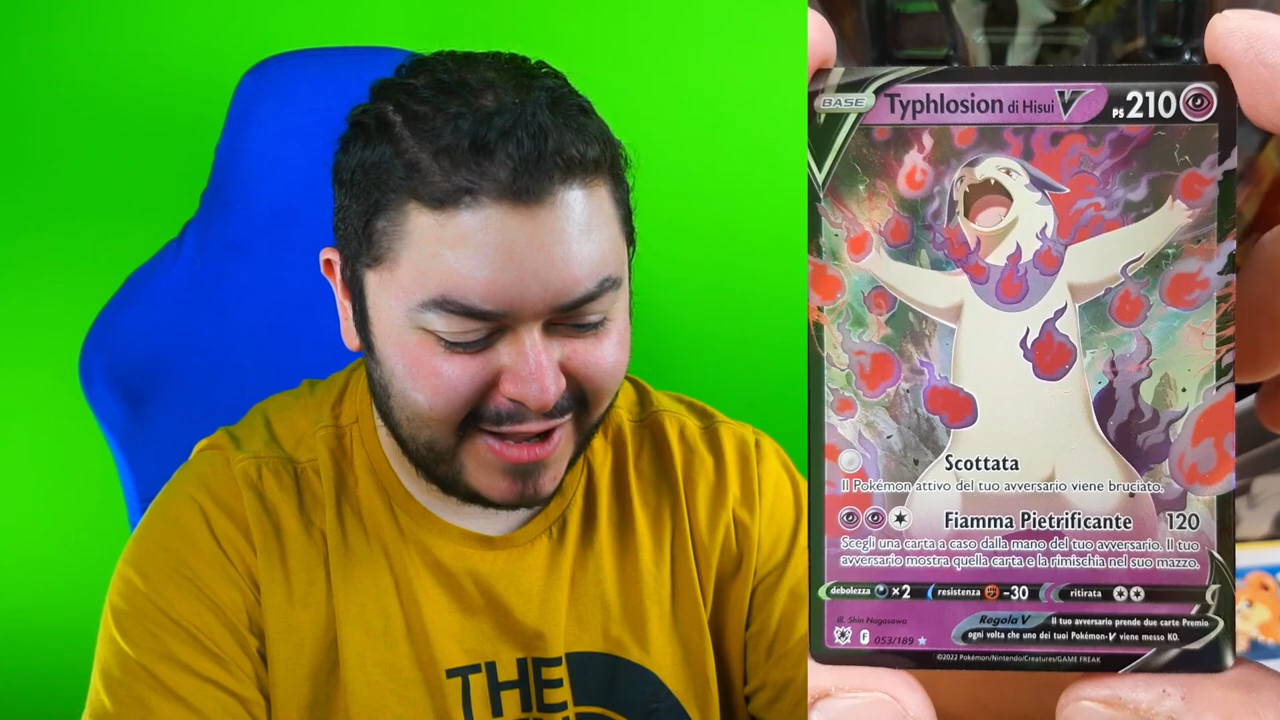 THE
BASE
Typhlosion di Hisui V
PS 210
Scottata
Il Pokémon attivo del tuo avversario viene bruciato.
Fiamma Pietrificante 120
Scegli una carta a caso dalla mano del tuo avversario. Il tuo
avversario mostra quella carta e la rimischia nel suo mazzo.
debolezza ×2 resistenza -30 ritirata
ill. Shin Nagasawa
F 053/189
Regola V Il tuo avversario prende due carte Premio
ogni volta che uno dei tuoi Pokémon-V viene messo KO.
©2022 Pokémon/Nintendo/Creatures/GAME FREAK